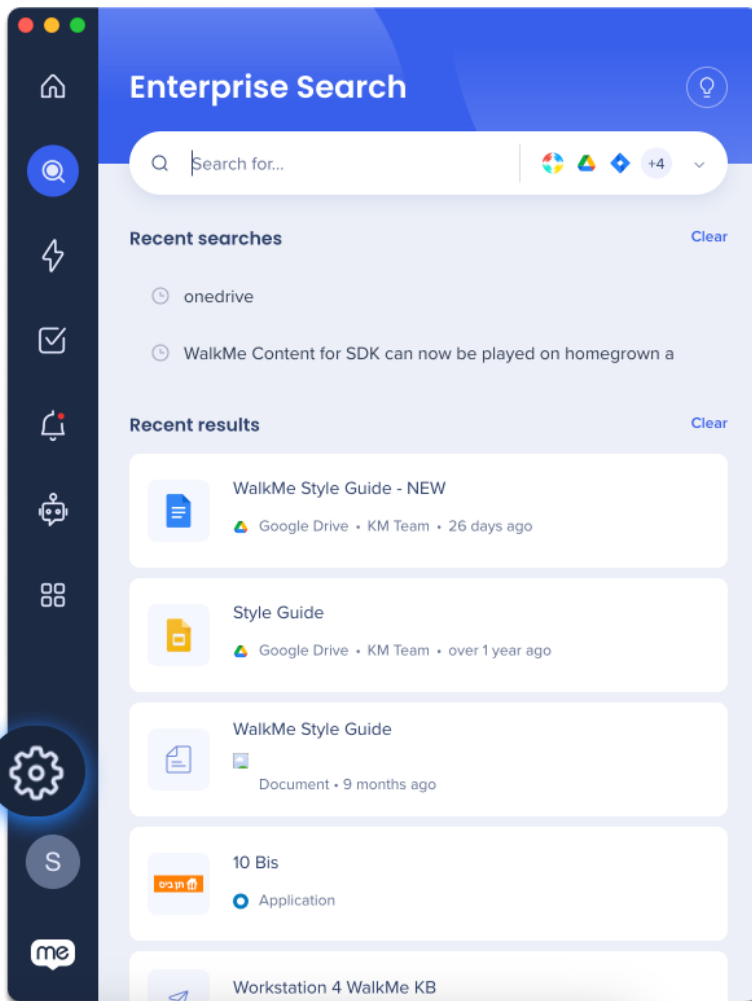 Enterprise Search
Search for...
+4
Recent searches
Clear
onedrive
WalkMe Content for SDK can now be played on homegrown a
Recent results
Clear
WalkMe Style Guide - NEW
Google Drive • KM Team • 26 days ago
Style Guide
Google Drive • KM Team • over 1 year ago
WalkMe Style Guide
Document • 9 months ago
S
תן ביס
10 Bis
Application
me
Workstation 4 WalkMe KB